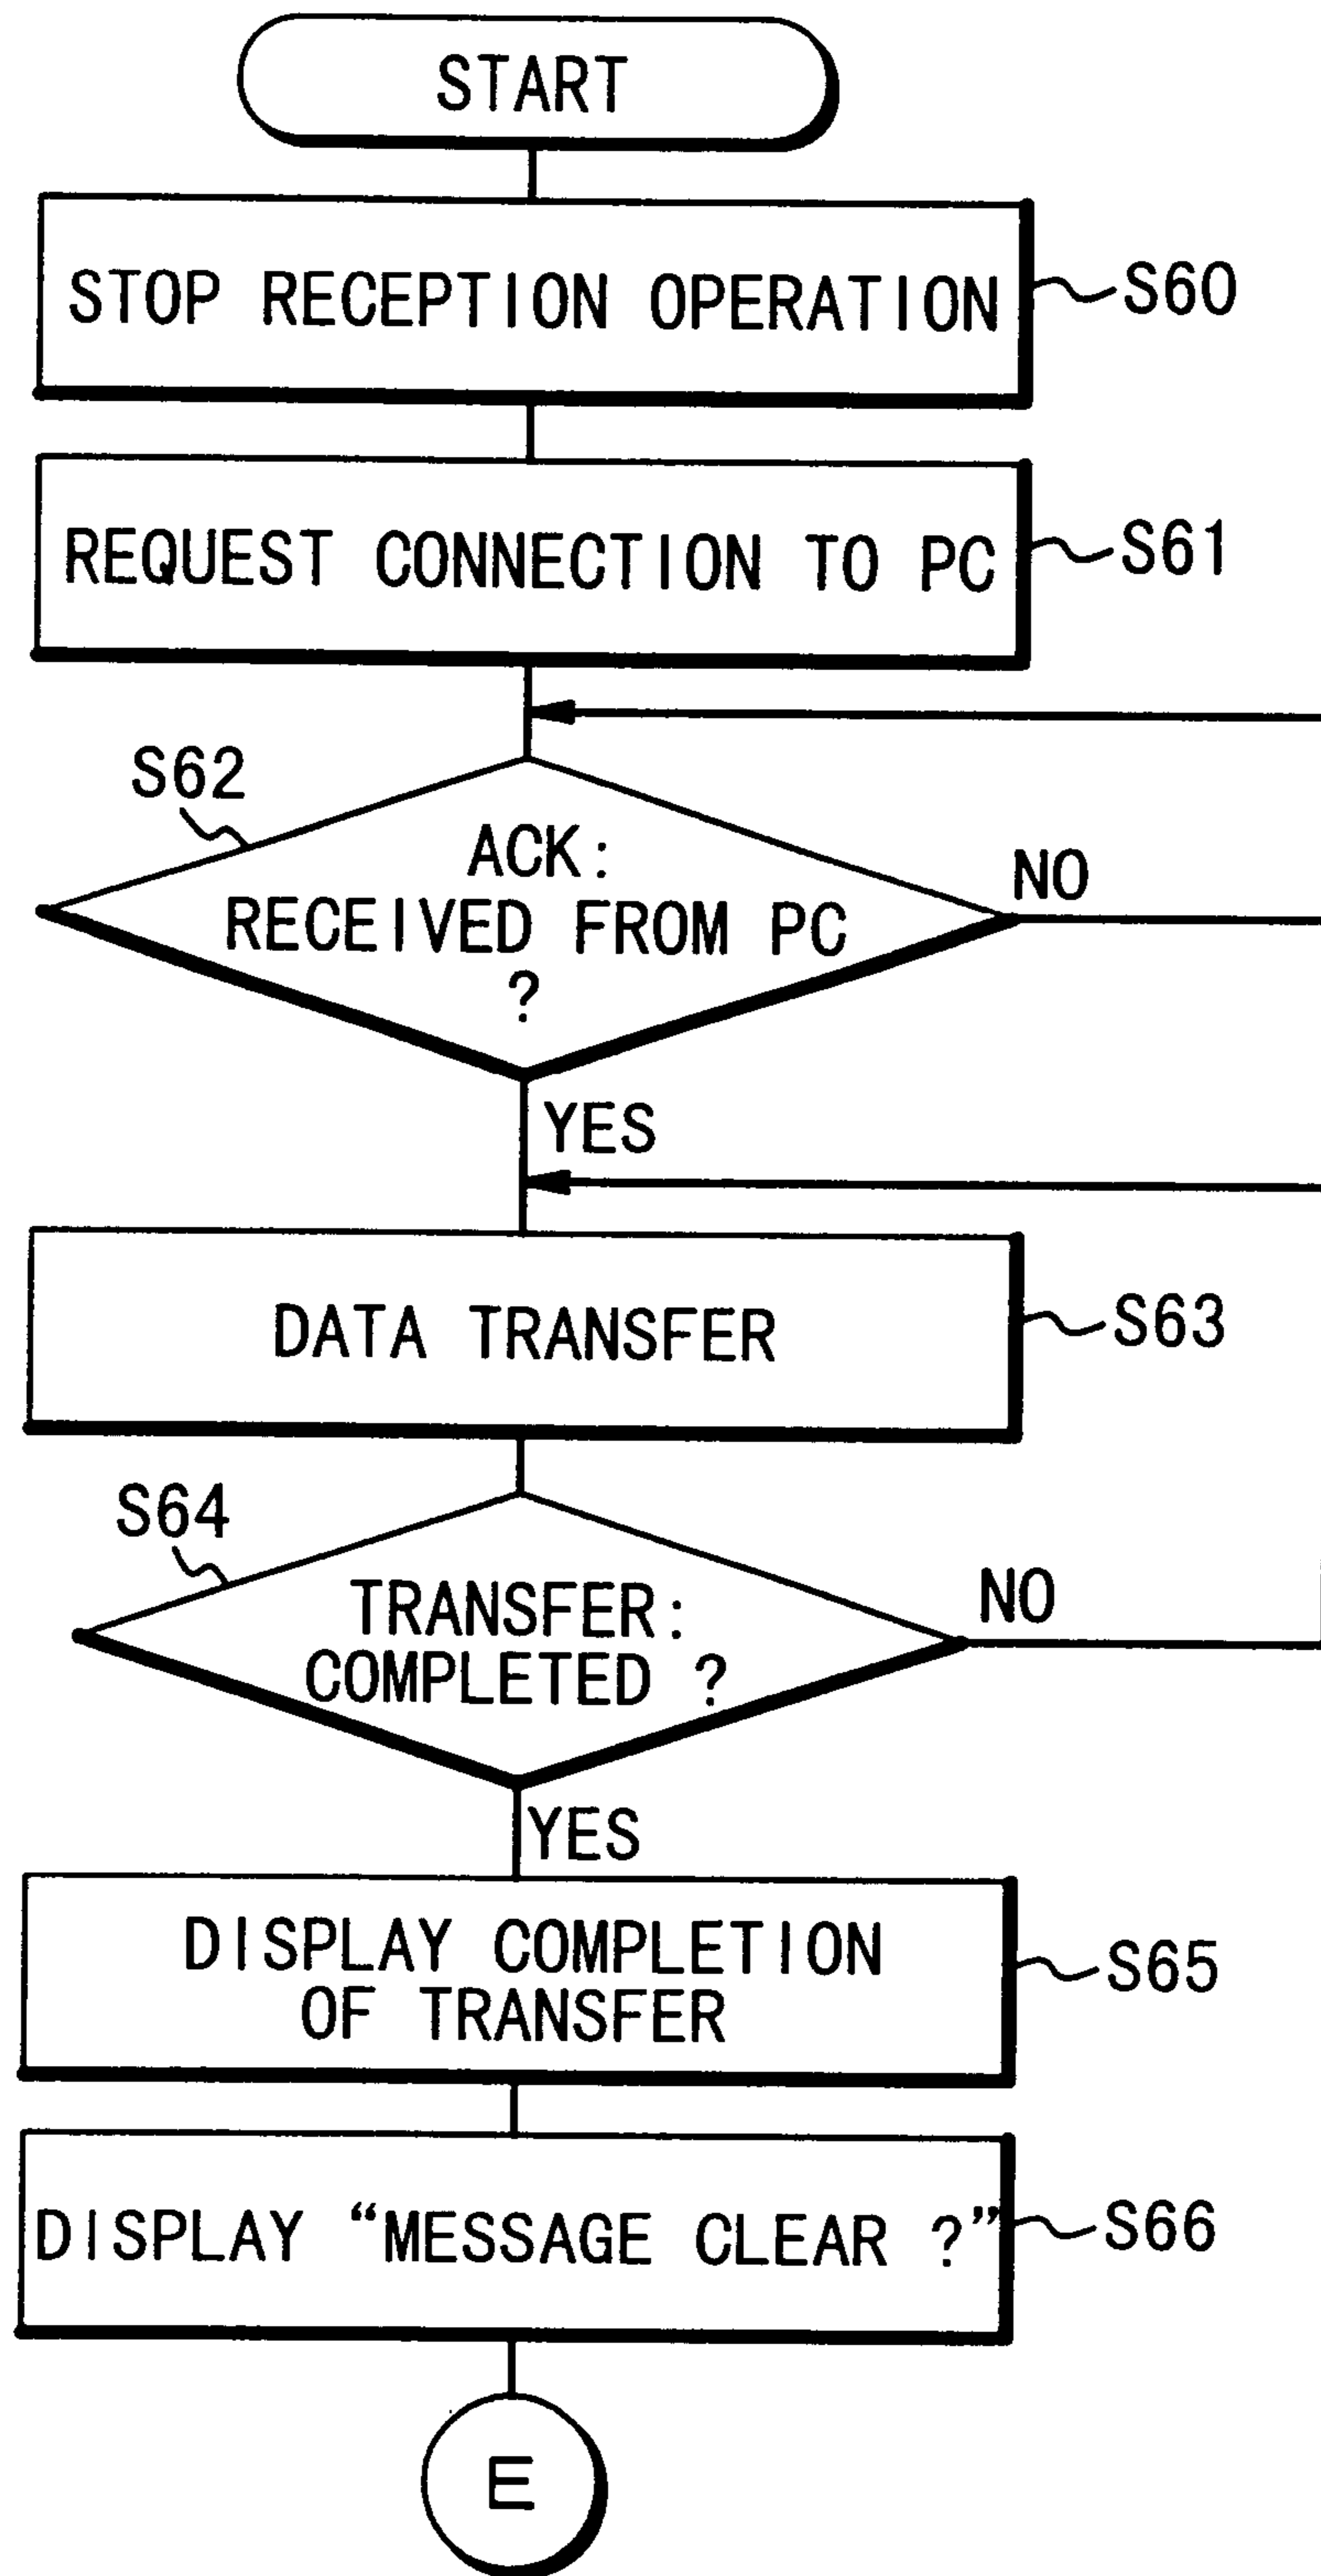 START
STOP RECEPTION OPERATION
S60
REQUEST CONNECTION TO PC
S61
S62
ACK:
RECEIVED FROM PC
?
NO
YES
DATA TRANSFER
S63
S64
TRANSFER:
COMPLETED ?
NO
YES
DISPLAY COMPLETION
OF TRANSFER
S65
DISPLAY “MESSAGE CLEAR ?”
S66
E